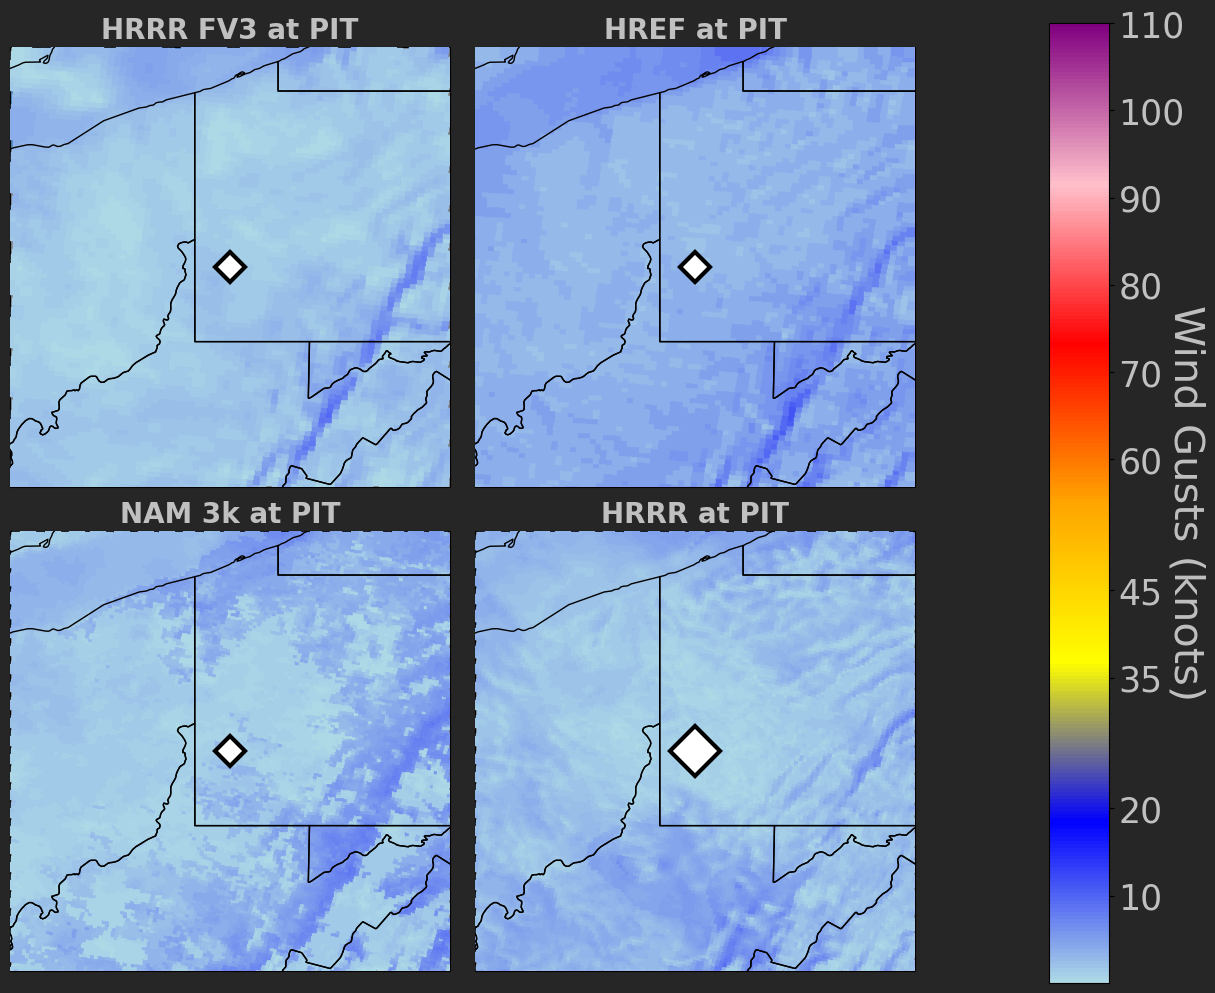 HRRR FV3 at PIT
HREF at PIT
NAM 3k at PIT
HRRR at PIT
110
100
90
80
70
60
45
35
20
10
Wind Gusts (knots)